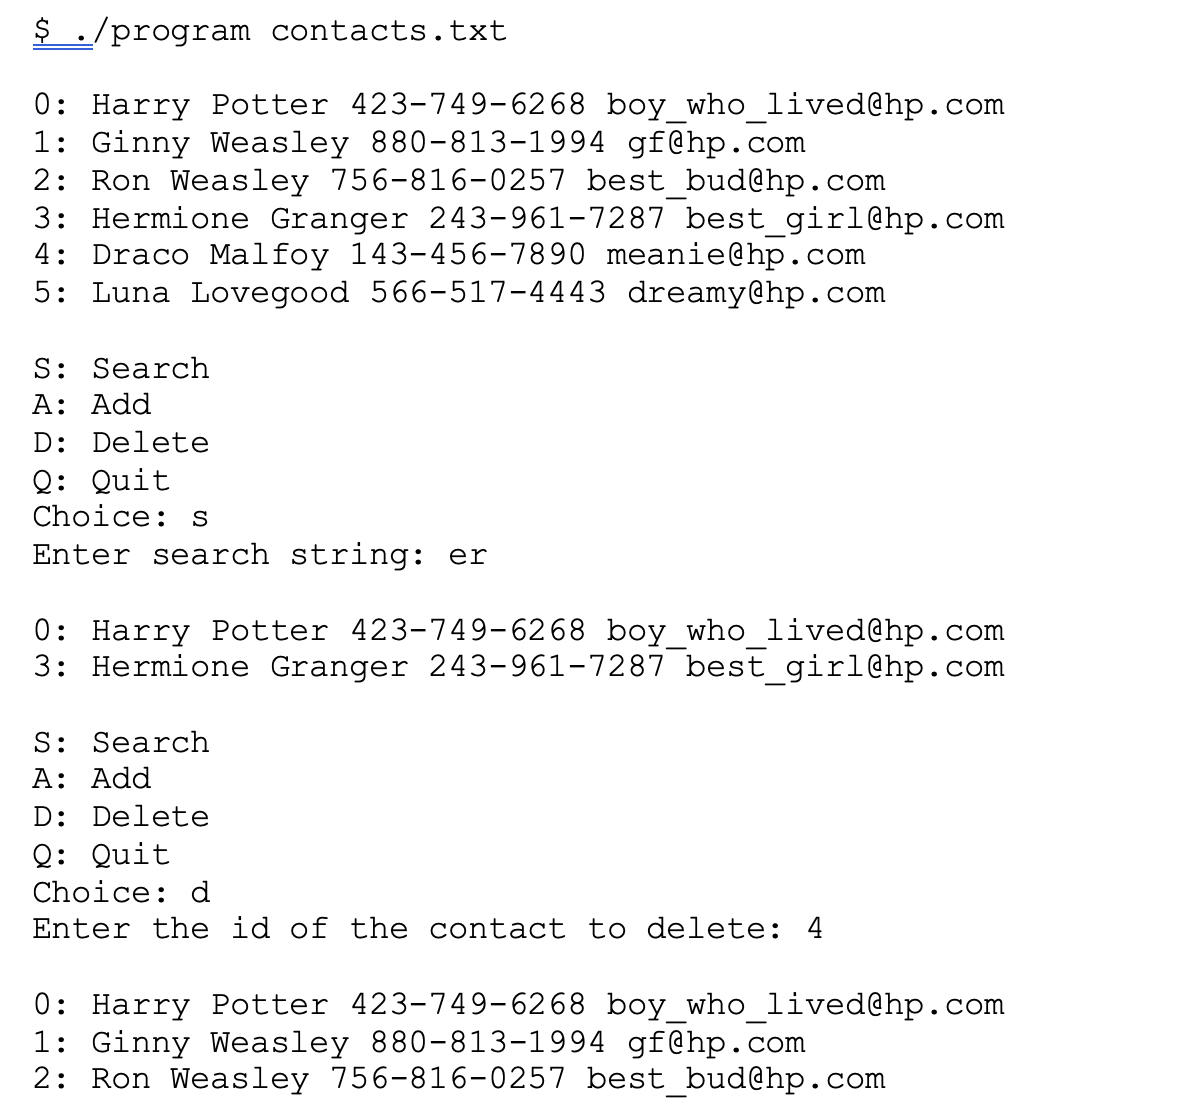 $ ./program contacts.txt
0: Harry Potter 423-749-6268 boy_who_lived@hp.com
1: Ginny Weasley 880-813-1994 gf@hp.com
2: Ron Weasley 756-816-0257 best_bud@hp.com
3: Hermione Granger 243-961-7287 best_girl@hp.com
4: Draco Malfoy 143-456-7890 meanie@hp.com
5: Luna Lovegood 566-517-4443 dreamy@hp.com
S: Search
A: Add
D: Delete
Q: Quit
Choice: s
Enter search string: er
0: Harry Potter 423-749-6268 boy_who_lived@hp.com
3: Hermione Granger 243-961-7287 best_girl@hp.com
S: Search
A: Add
D: Delete
Q: Quit
Choice: d
Enter the id of the contact to delete: 4
0: Harry Potter 423-749-6268 boy_who_lived@hp.com
1: Ginny Weasley 880-813-1994 gf@hp.com
2: Ron Weasley 756-816-0257 best_bud@hp.com